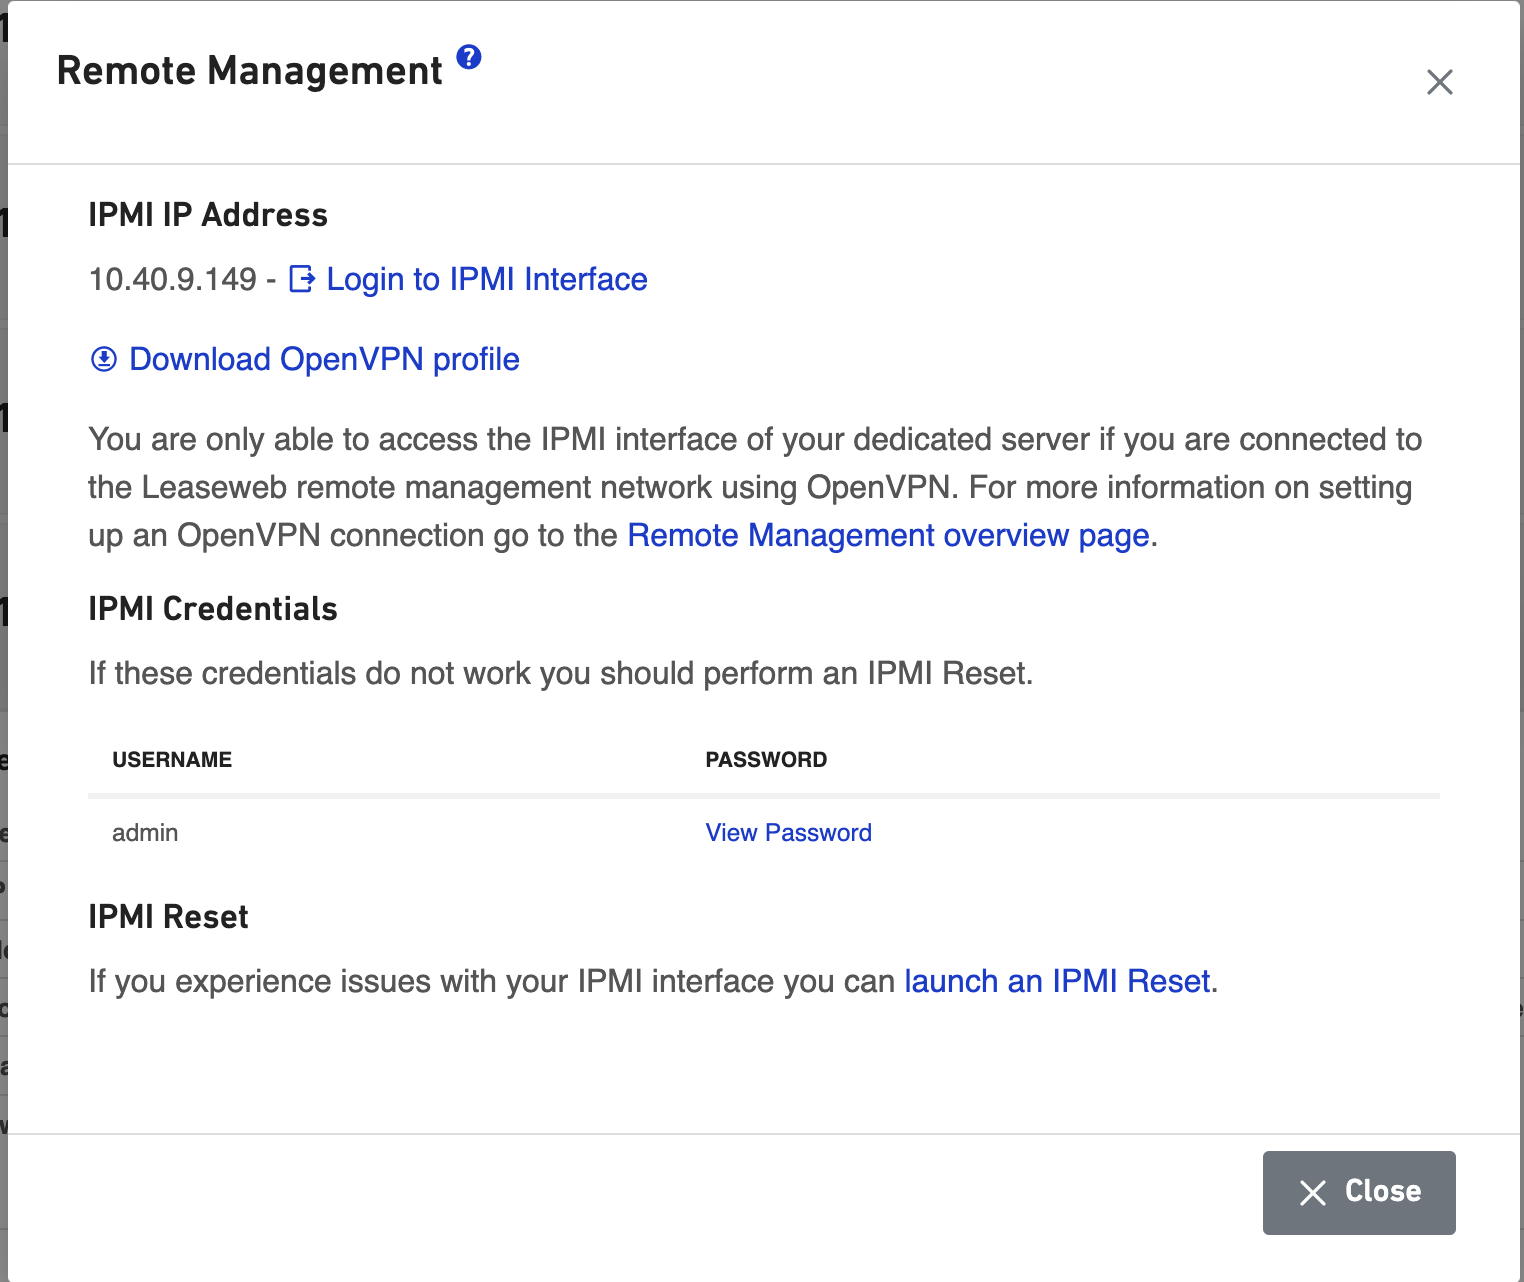 Remote Management ?
IPMI IP Address
10.40.9.149 - Login to IPMI Interface
Download OpenVPN profile
You are only able to access the IPMI interface of your dedicated server if you are connected to
the Leaseweb remote management network using OpenVPN. For more information on setting
up an OpenVPN connection go to the Remote Management overview page.
IPMI Credentials
If these credentials do not work you should perform an IPMI Reset.
USERNAME PASSWORD
admin View Password
IPMI Reset
If you experience issues with your IPMI interface you can launch an IPMI Reset.
Close